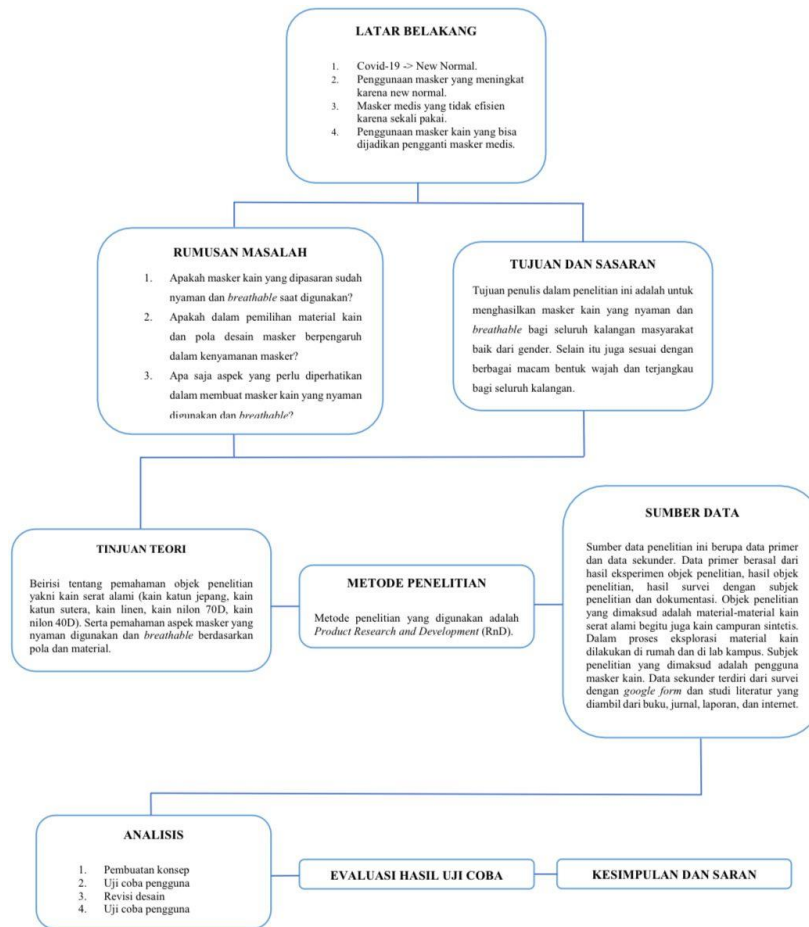 LATAR BELAKANG
1. Covid-19 -> New Normal.
2. Penggunaan masker yang meningkat
karena new normal.
3. Masker medis yang tidak efisien
karena sekali pakai.
4. Penggunaan masker kain yang bisa
dijadikan pengganti masker medis.
RUMUSAN MASALAH
1. Apakah masker kain yang dipasaran sudah
nyaman dan breathable saat digunakan?
2. Apakah dalam pemilihan material kain
dan pola desain masker berpengaruh
dalam kenyamanan masker?
3. Apa saja aspek yang perlu diperhatikan
dalam membuat masker kain yang nyaman
digunakan dan breathable?
TUJUAN DAN SASARAN
Tujuan penulis dalam penelitian ini adalah untuk
menghasilkan masker kain yang nyaman dan
breathable bagi seluruh kalangan masyarakat
baik dari gender. Selain itu juga sesuai dengan
berbagai macam bentuk wajah dan terjangkau
bagi seluruh kalangan.
TINJUAN TEORI
Beirisi tentang pemahaman objek penelitian
yakni kain serat alami (kain katun jepang, kain
katun sutera, kain linen, kain nilon 70D, kain
nilon 40D). Serta pemahaman aspek masker yang
nyaman digunakan dan breathable berdasarkan
pola dan material.
METODE PENELITIAN
Metode penelitian yang digunakan adalah
Product Research and Development (RnD).
SUMBER DATA
Sumber data penelitian ini berupa data primer
dan data sekunder. Data primer berasal dari
hasil eksperimen objek penelitian, hasil objek
penelitian, hasil survei dengan subjek
penelitian dan dokumentasi. Objek penelitian
yang dimaksud adalah material-material kain
serat alami begitu juga kain campuran sintetis.
Dalam proses eksplorasi material kain
dilakukan di rumah dan di lab kampus. Subjek
penelitian yang dimaksud adalah pengguna
masker kain. Data sekunder terdiri dari survei
dengan google form dan studi literatur yang
diambil dari buku, jurnal, laporan, dan internet.
ANALISIS
1. Pembuatan konsep
2. Uji coba pengguna
3. Revisi desain
4. Uji coba pengguna
EVALUASI HASIL UJI COBA
KESIMPULAN DAN SARAN